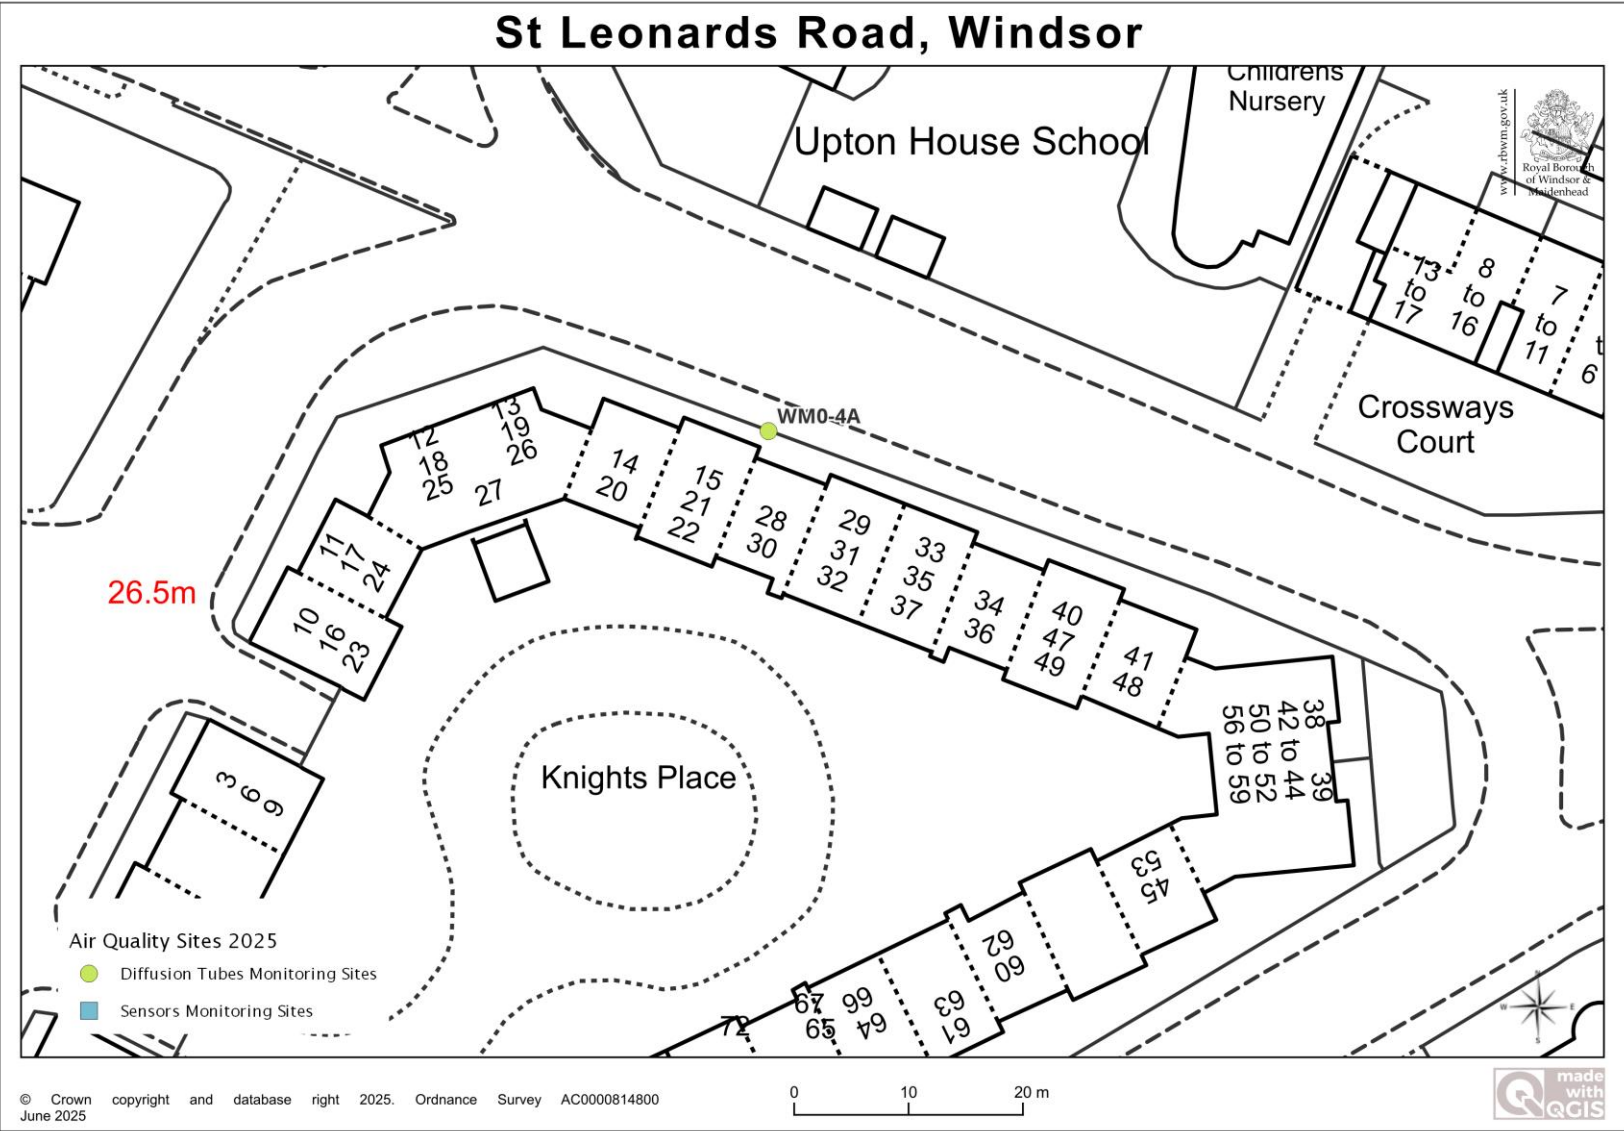 St Leonards Road, Windsor
Childrens
Nursery
Upton House School
www.rbwm.gov.uk
Royal Borough
of Windsor &
Maidenhead
13
to
17
8
to
16
7
to
11
t
6
Crossways
Court
WM0-4A
12
18
25
13
19
26
27
14
20
15
21
22
28
30
29
31
32
33
35
37
34
36
40
47
49
41
48
11
17
24
10
16
23
26.5m
38
39
42 to 44
50 to 52
56 to 59
Knights Place
3
6
9
53
45
62
60
63
61
66
64
67
65
72
Air Quality Sites 2025
Diffusion Tubes Monitoring Sites
Sensors Monitoring Sites
N
W
E
S
© Crown copyright and database right 2025. Ordnance Survey AC0000814800
June 2025
0 10 20 m
made
with
QGIS